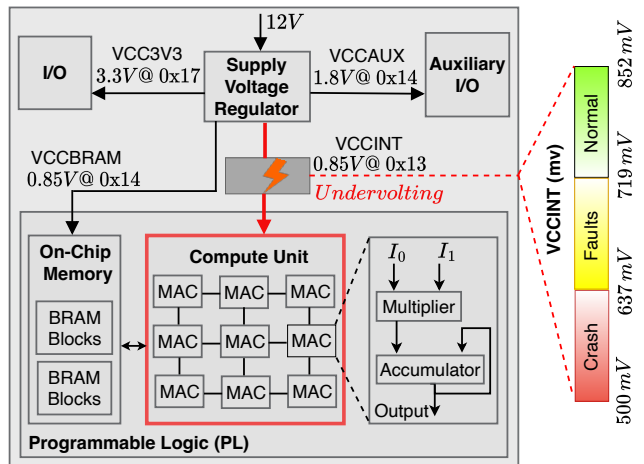 12V
I/O
VCC3V3
3.3V@ 0x17
Supply
Voltage
Regulator
VCCAUX
1.8V@ 0x14
Auxiliary
I/O
VCCBRAM
0.85V@ 0x14
VCCINT
0.85V@ 0x13
Undervolting
On-Chip
Memory
BRAM
Blocks
BRAM
Blocks
Compute Unit
MAC MAC MAC
MAC MAC MAC
MAC MAC MAC
I₀ I₁
Multiplier
Accumulator
Output
Programmable Logic (PL)
VCCINT (mv)
Normal
Faults
Crash
852 mV
719 mV
637 mV
500 mV